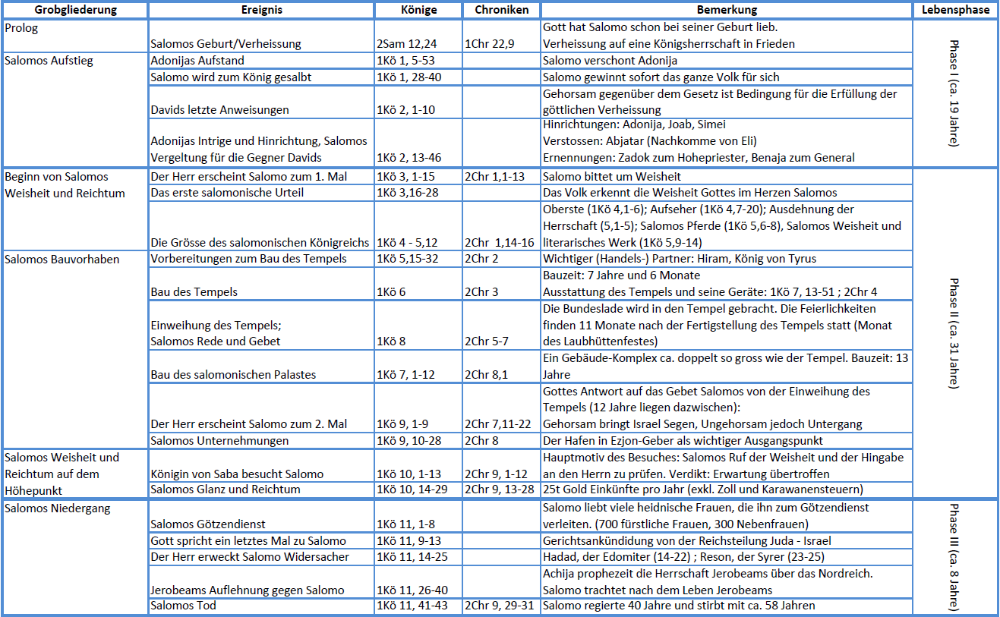 Grobgliederung Ereignis Könige Chroniken Bemerkung Lebensphase
Prolog
Salomos Geburt/Verheissung 2Sam 12,24 1Chr 22,9 Gott hat Salomo schon bei seiner Geburt lieb.
Verheissung auf eine Königsherrschaft in Frieden
Phase I (ca. 19 Jahre)
Salomos Aufstieg
Adonijas Aufstand 1Kö 1, 5-53 Salomo verschont Adonija
Salomo wird zum König gesalbt 1Kö 1, 28-40 Salomo gewinnt sofort das ganze Volk für sich
Davids letzte Anweisungen 1Kö 2, 1-10 Gehorsam gegenüber dem Gesetz ist Bedingung für die Erfüllung der
göttlichen Verheissung
Adonijas Intrige und Hinrichtung, Salomos
Vergeltung für die Gegner Davids 1Kö 2, 13-46 Hinrichtungen: Adonija, Joab, Simei
Verstossen: Abjatar (Nachkomme von Eli)
Ernennungen: Zadok zum Hohepriester, Benaja zum General
Beginn von Salomos
Weisheit und Reichtum
Der Herr erscheint Salomo zum 1. Mal 1Kö 3, 1-15 2Chr 1,1-13 Salomo bittet um Weisheit
Phase II (ca. 31 Jahre)
Das erste salomonische Urteil 1Kö 3,16-28 Das Volk erkennt die Weisheit Gottes im Herzen Salomos
Die Grösse des salomonischen Königreichs 1Kö 4 - 5,12 2Chr 1,14-16 Oberste (1Kö 4,1-6); Aufseher (1Kö 4,7-20); Ausdehnung der
Herrschaft (5,1-5); Salomos Pferde (1Kö 5,6-8), Salomos Weisheit und
literarisches Werk (1Kö 5,9-14)
Salomos Bauvorhaben
Vorbereitungen zum Bau des Tempels 1Kö 5,15-32 2Chr 2 Wichtiger (Handels-) Partner: Hiram, König von Tyrus
Bau des Tempels 1Kö 6 2Chr 3 Bauzeit: 7 Jahre und 6 Monate
Ausstattung des Tempels und seine Geräte: 1Kö 7, 13-51 ; 2Chr 4
Einweihung des Tempels;
Salomos Rede und Gebet 1Kö 8 2Chr 5-7 Die Bundeslade wird in den Tempel gebracht. Die Feierlichkeiten
finden 11 Monate nach der Fertigstellung des Tempels statt (Monat
des Laubhüttenfestes)
Bau des salomonischen Palastes 1Kö 7, 1-12 2Chr 8,1 Ein Gebäude-Komplex ca. doppelt so gross wie der Tempel. Bauzeit: 13
Jahre
Der Herr erscheint Salomo zum 2. Mal 1Kö 9, 1-9 2Chr 7,11-22 Gottes Antwort auf das Gebet Salomos von der Einweihung des
Tempels (12 Jahre liegen dazwischen):
Gehorsam bringt Israel Segen, Ungehorsam jedoch Untergang
Salomos Unternehmungen 1Kö 9, 10-28 2Chr 8 Der Hafen in Ezjon-Geber als wichtiger Ausgangspunkt
Salomos Weisheit und
Reichtum auf dem
Höhepunkt
Königin von Saba besucht Salomo 1Kö 10, 1-13 2Chr 9, 1-12 Hauptmotiv des Besuches: Salomos Ruf der Weisheit und der Hingabe
an den Herrn zu prüfen. Verdikt: Erwartung übertroffen
Salomos Glanz und Reichtum 1Kö 10, 14-29 2Chr 9, 13-28 25t Gold Einkünfte pro Jahr (exkl. Zoll und Karawanensteuern)
Salomos Niedergang
Salomos Götzendienst 1Kö 11, 1-8 Salomo liebt viele heidnische Frauen, die ihn zum Götzendienst
verleiten. (700 fürstliche Frauen, 300 Nebenfrauen)
Phase III (ca. 8 Jahre)
Gott spricht ein letztes Mal zu Salomo 1Kö 11, 9-13 Gerichtsankündidung von der Reichsteilung Juda - Israel
Der Herr erweckt Salomo Widersacher 1Kö 11, 14-25 Hadad, der Edomiter (14-22) ; Reson, der Syrer (23-25)
Jerobeams Auflehnung gegen Salomo 1Kö 11, 26-40 Achija prophezeit die Herrschaft Jerobeams über das Nordreich.
Salomo trachtet nach dem Leben Jerobeams
Salomos Tod 1Kö 11, 41-43 2Chr 9, 29-31 Salomo regierte 40 Jahre und stirbt mit ca. 58 Jahren